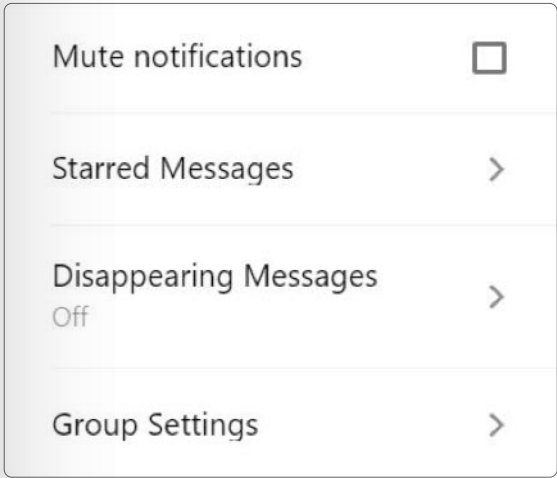 Mute notifications
Starred Messages
Disappearing Messages
Off
Group Settings